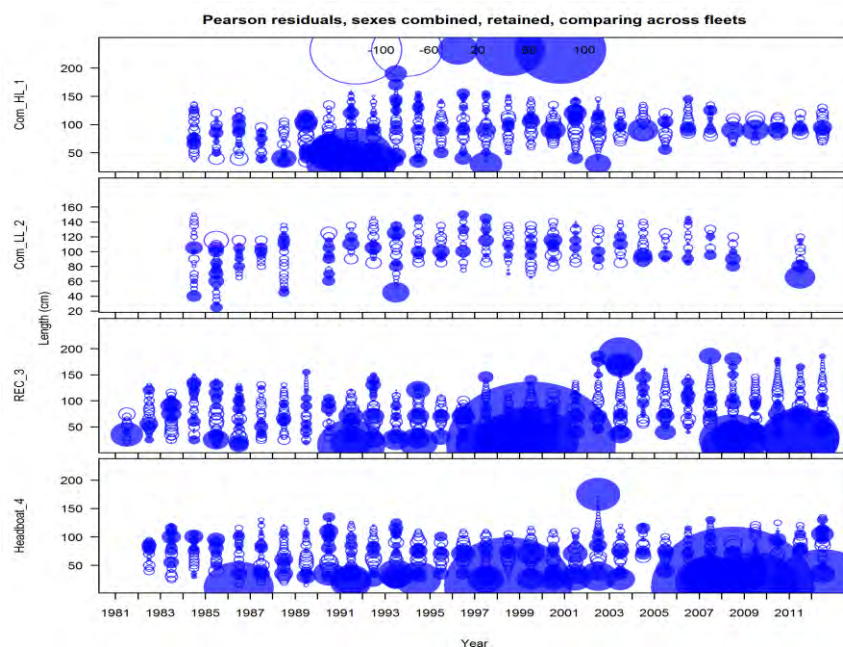 Pearson residuals, sexes combined, retained, comparing across fleets
-100 -60 20 100
Com_HL_1
200
150
100
50
Com_LL_2
160
140
120
100
80
60
40
20
Length (cm)
REC_3
200
150
100
50
Headboat_4
200
150
100
50
1981 1983 1985 1987 1989 1991 1993 1995 1997 1999 2001 2003 2005 2007 2009 2011
Year